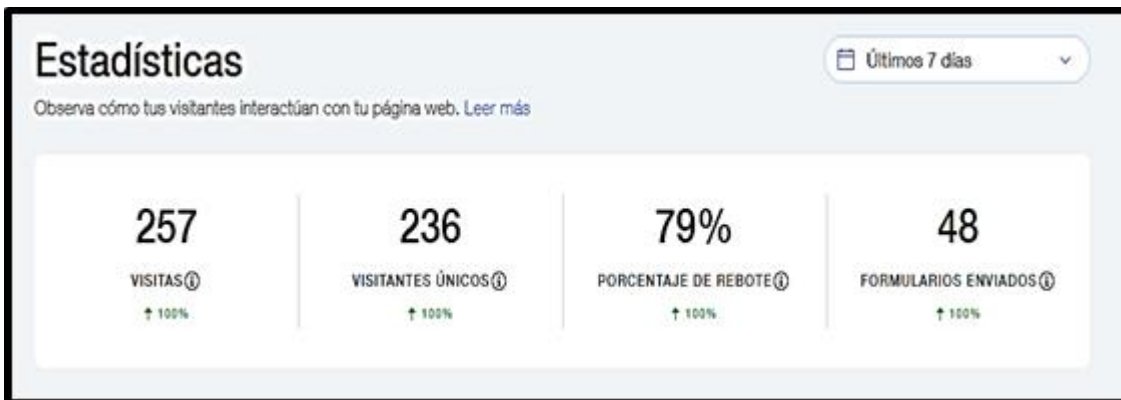 Estadísticas
Últimos 7 días
Observa cómo tus visitantes interactúan con tu página web. Leer más
257
VISITAS
↑ 100%
236
VISITANTES ÚNICOS
↑ 100%
79%
PORCENTAJE DE REBOTE
↑ 100%
48
FORMULARIOS ENVIADOS
↑ 100%